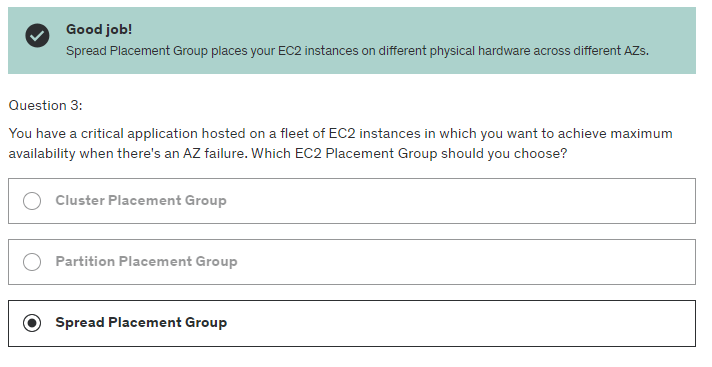 Good job!
Spread Placement Group places your EC2 instances on different physical hardware across different AZs.
Question 3:
You have a critical application hosted on a fleet of EC2 instances in which you want to achieve maximum
availability when there's an AZ failure. Which EC2 Placement Group should you choose?
Cluster Placement Group
Partition Placement Group
Spread Placement Group